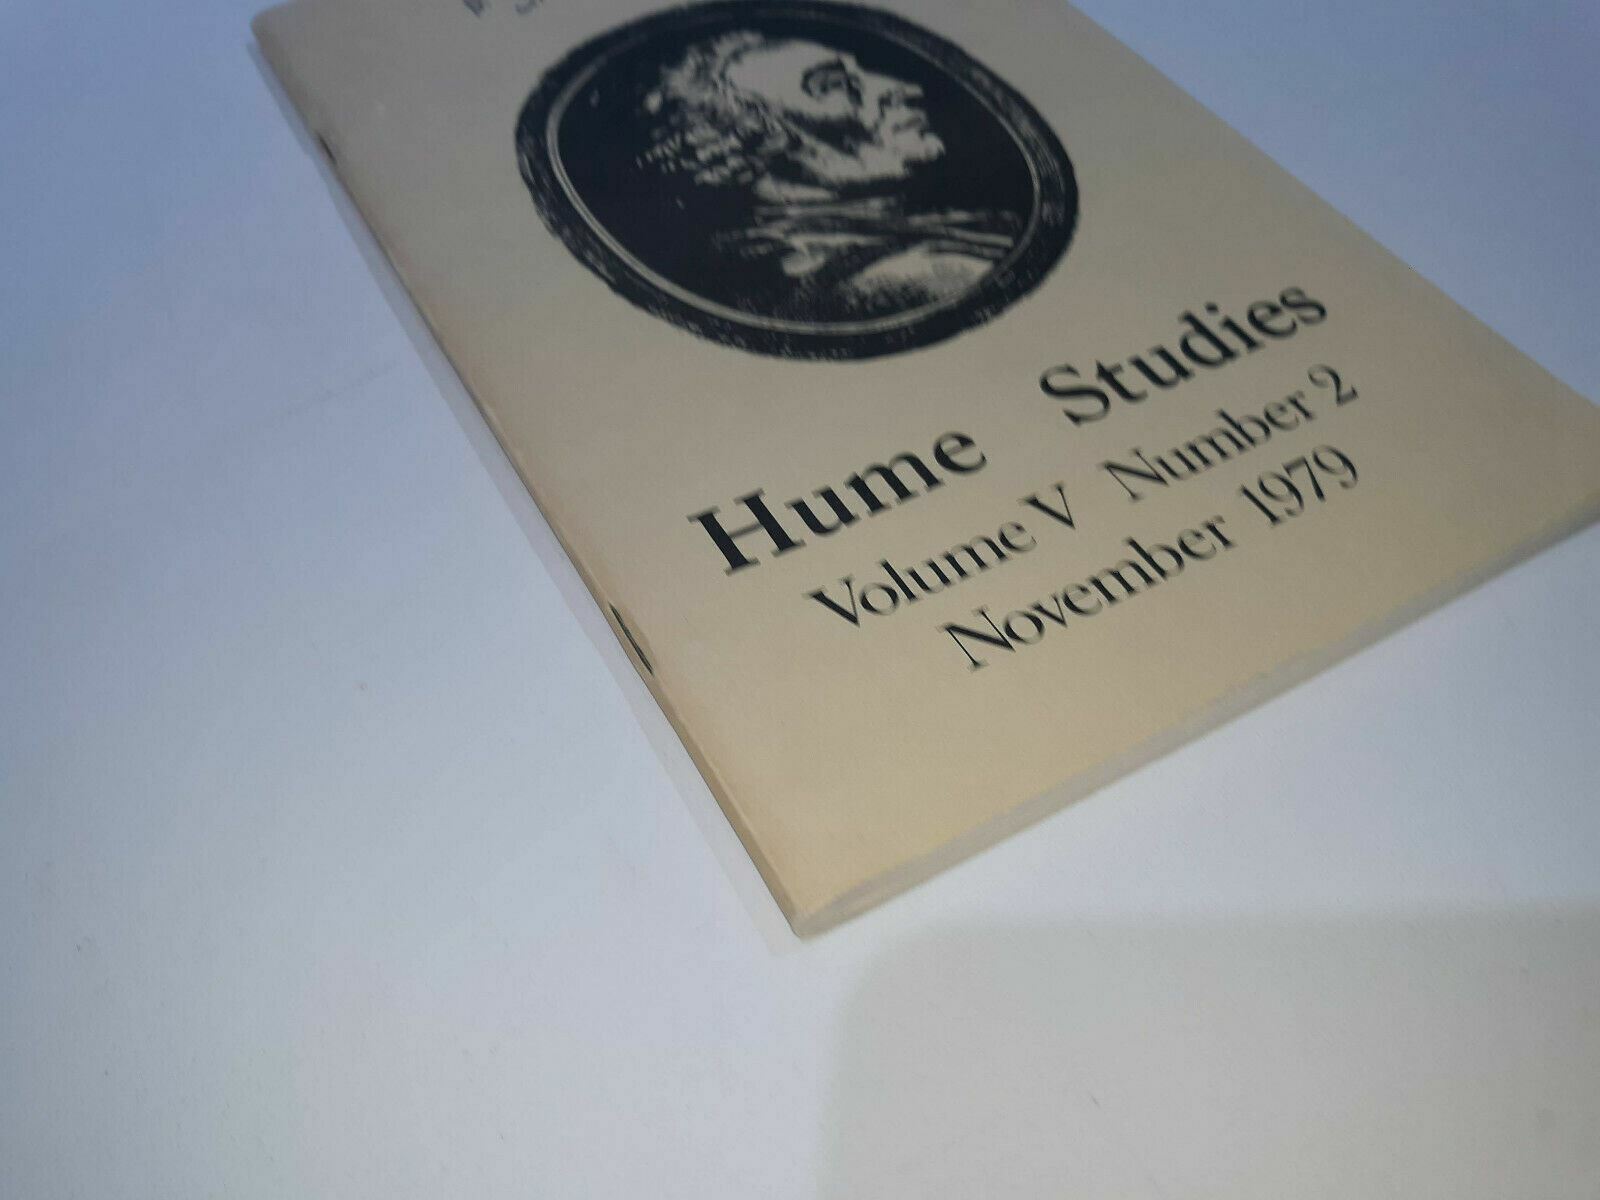 Hume Studies
Volume V Number 2
November 1979